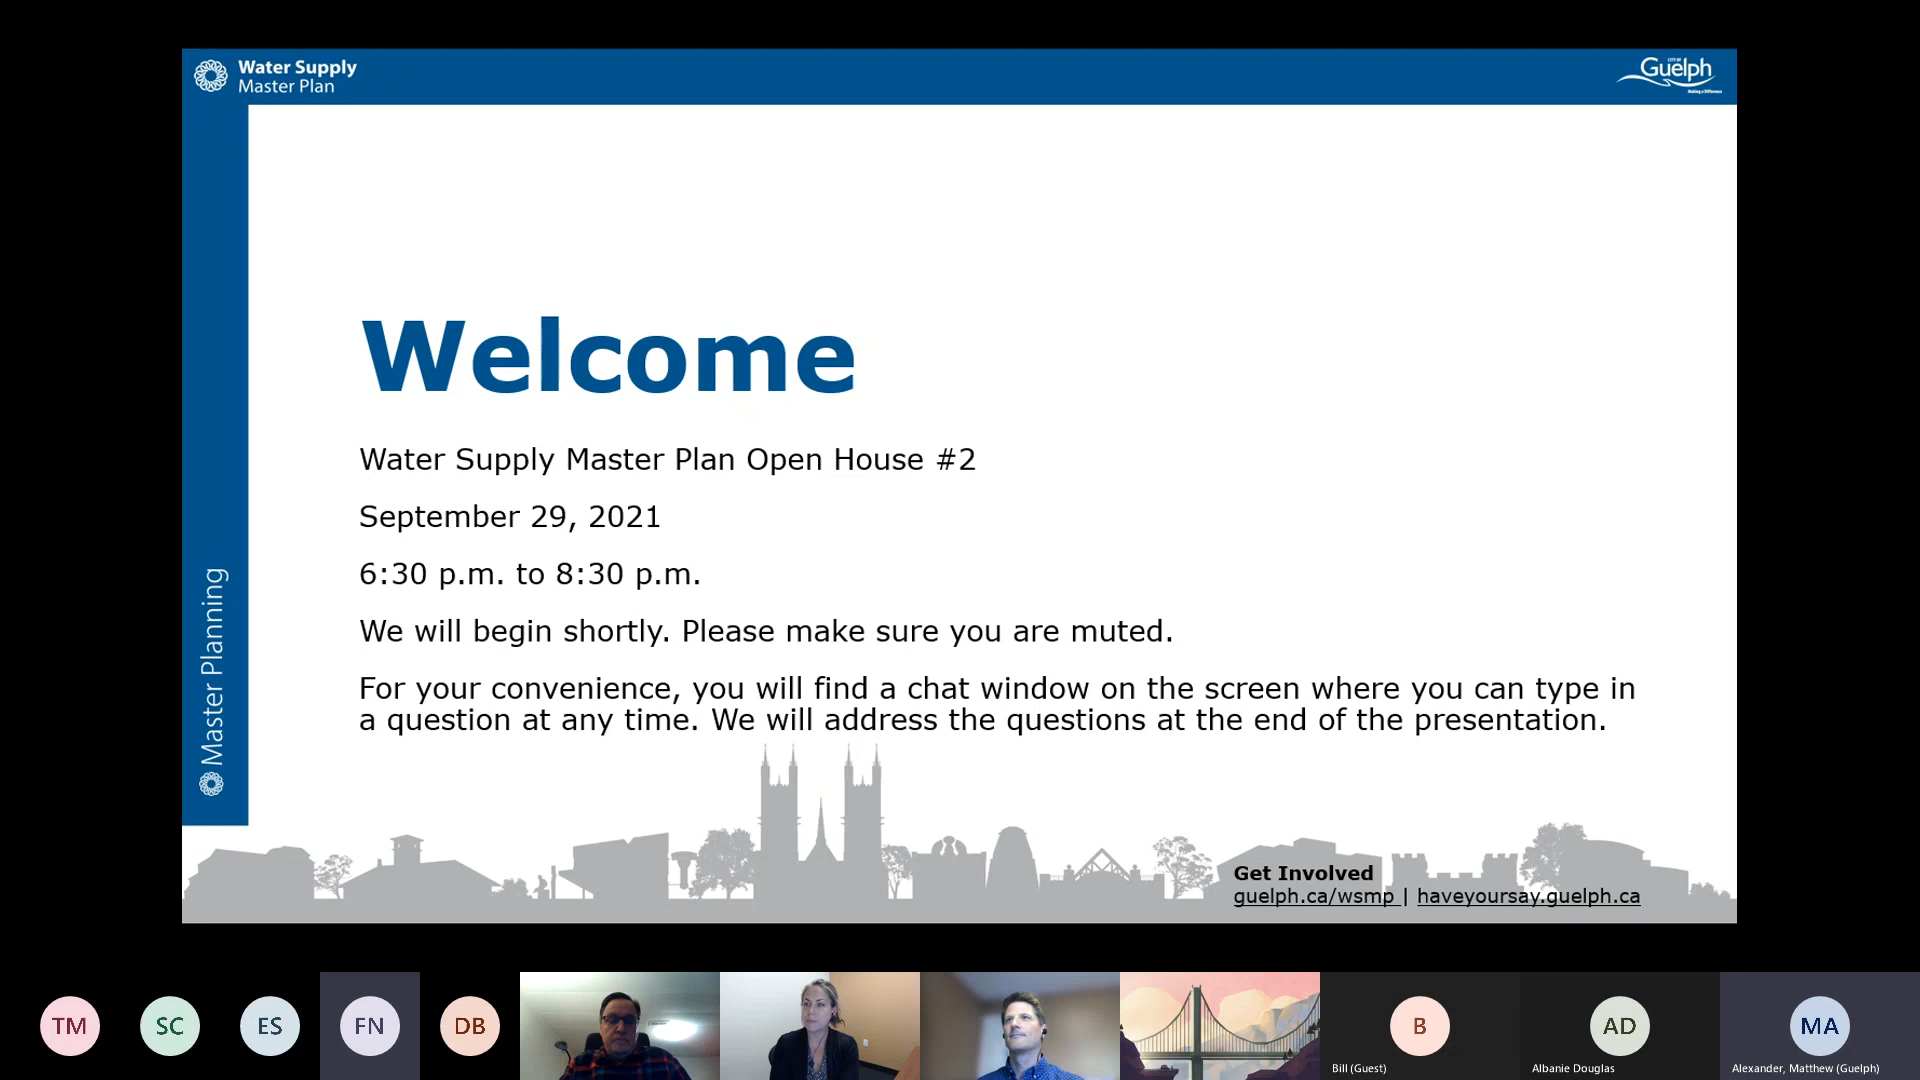 Water Supply
Master Plan
CITY OF
Guelph
Making a Difference
Welcome
Water Supply Master Plan Open House #2
September 29, 2021
6:30 p.m. to 8:30 p.m.
We will begin shortly. Please make sure you are muted.
For your convenience, you will find a chat window on the screen where you can type in
a question at any time. We will address the questions at the end of the presentation.
Master Planning
Get Involved
guelph.ca/wsmp | haveyoursay.guelph.ca
TM
SC
ES
FN
DB
B
AD
MA
Bill (Guest)
Albanie Douglas
Alexander, Matthew (Guelph)